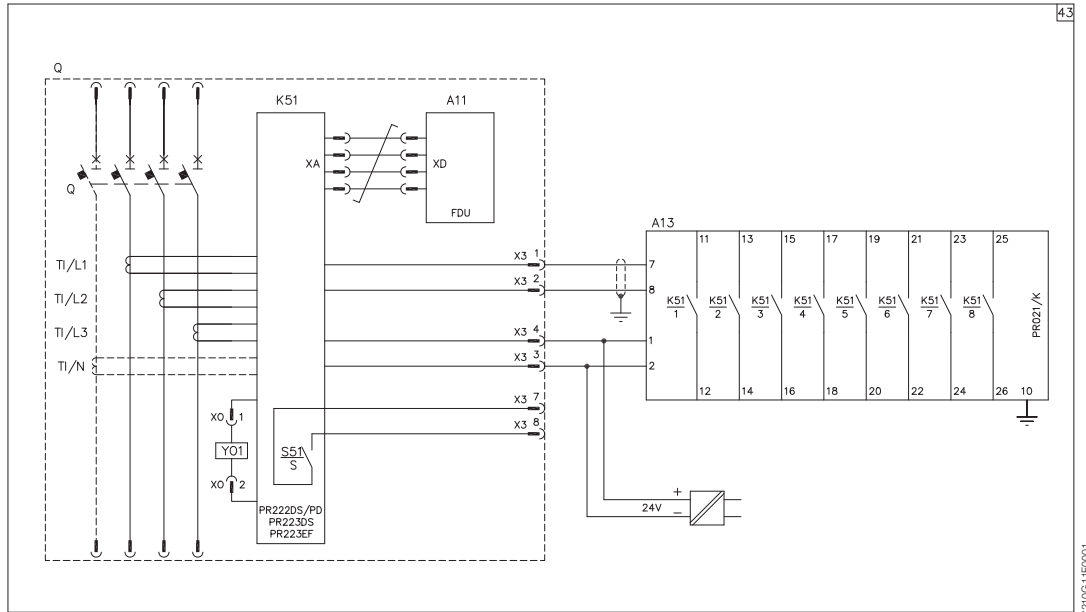 43
Q
K51
A11
XA
XD
FDU
Q
A13
11 13 15 17 19 21 23 25
TI/L1
X3 1
7
TI/L2
X3 2
8
K51 1
K51 2
K51 3
K51 4
K51 5
K51 6
K51 7
K51 8
PR021/K
TI/L3
X3 4
1
TI/N
X3 3
2
12 14 16 18 20 22 24 26 10
X3 7
X0 1
X3 8
Y01
S51
S
X0 2
PR222DS/PD
PR223DS
PR223EF
+
24V
−